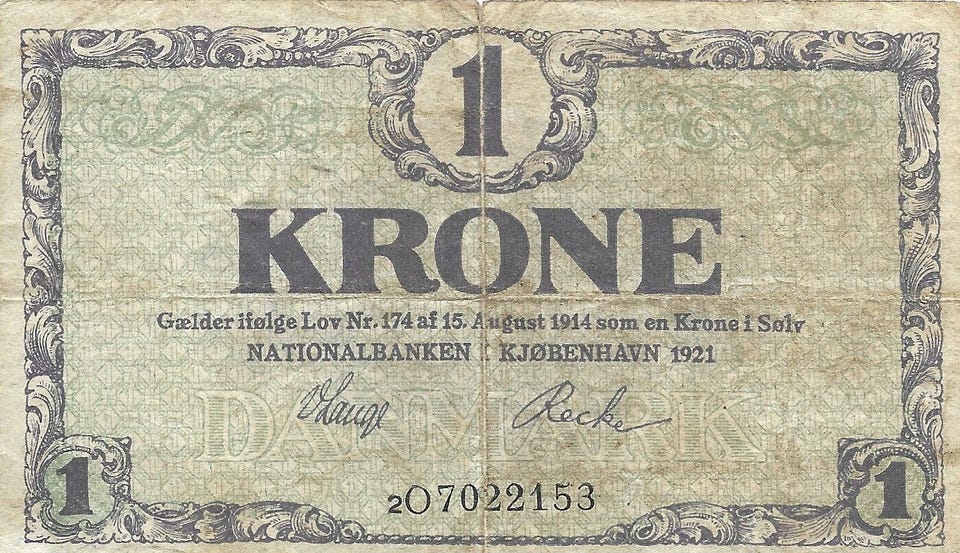 1
KRONE
Gælder ifølge Lov Nr. 174 af 15. August 1914 som en Krone i Sølv
NATIONALBANKEN I KJØBENHAVN 1921
VLange Recke
DANMARK
1 2O7022153 1